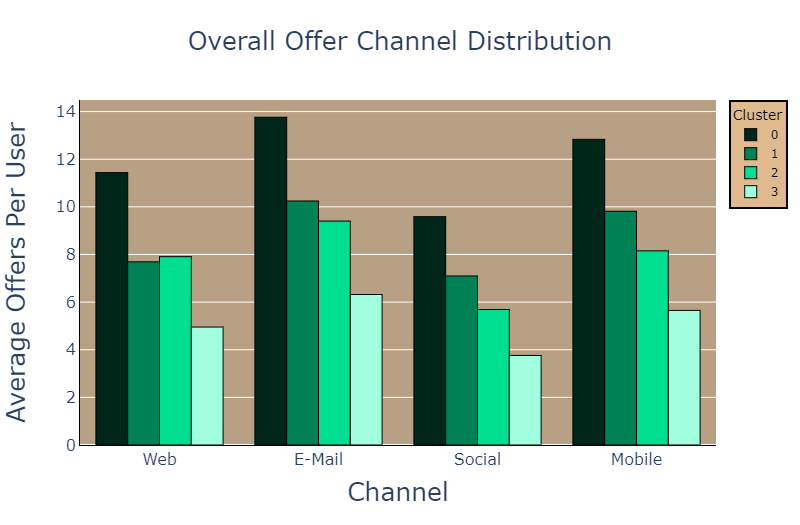 Overall Offer Channel Distribution
Average Offers Per User
14
12
10
8
6
4
2
0
Web
E-Mail
Social
Mobile
Channel
Cluster
0
1
2
3